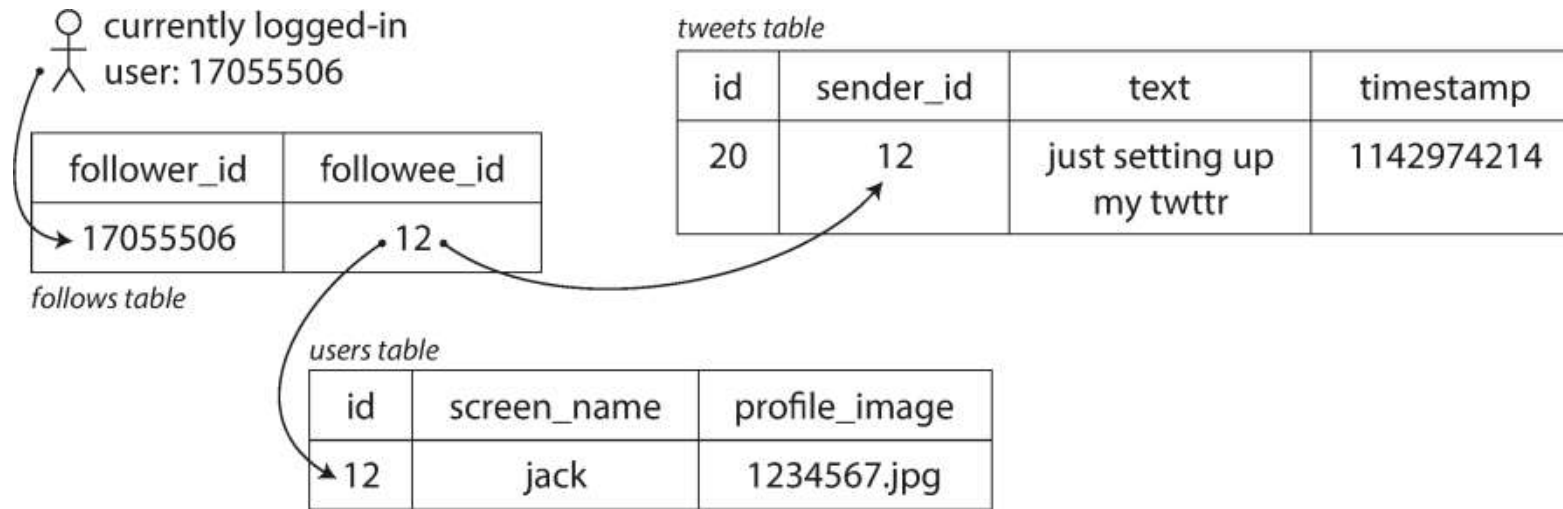 currently logged-in
user: 17055506
follower_id followee_id
17055506 12
follows table
tweets table
id sender_id text timestamp
20 12 just setting up 1142974214
my twttr
users table
id screen_name profile_image
12 jack 1234567.jpg